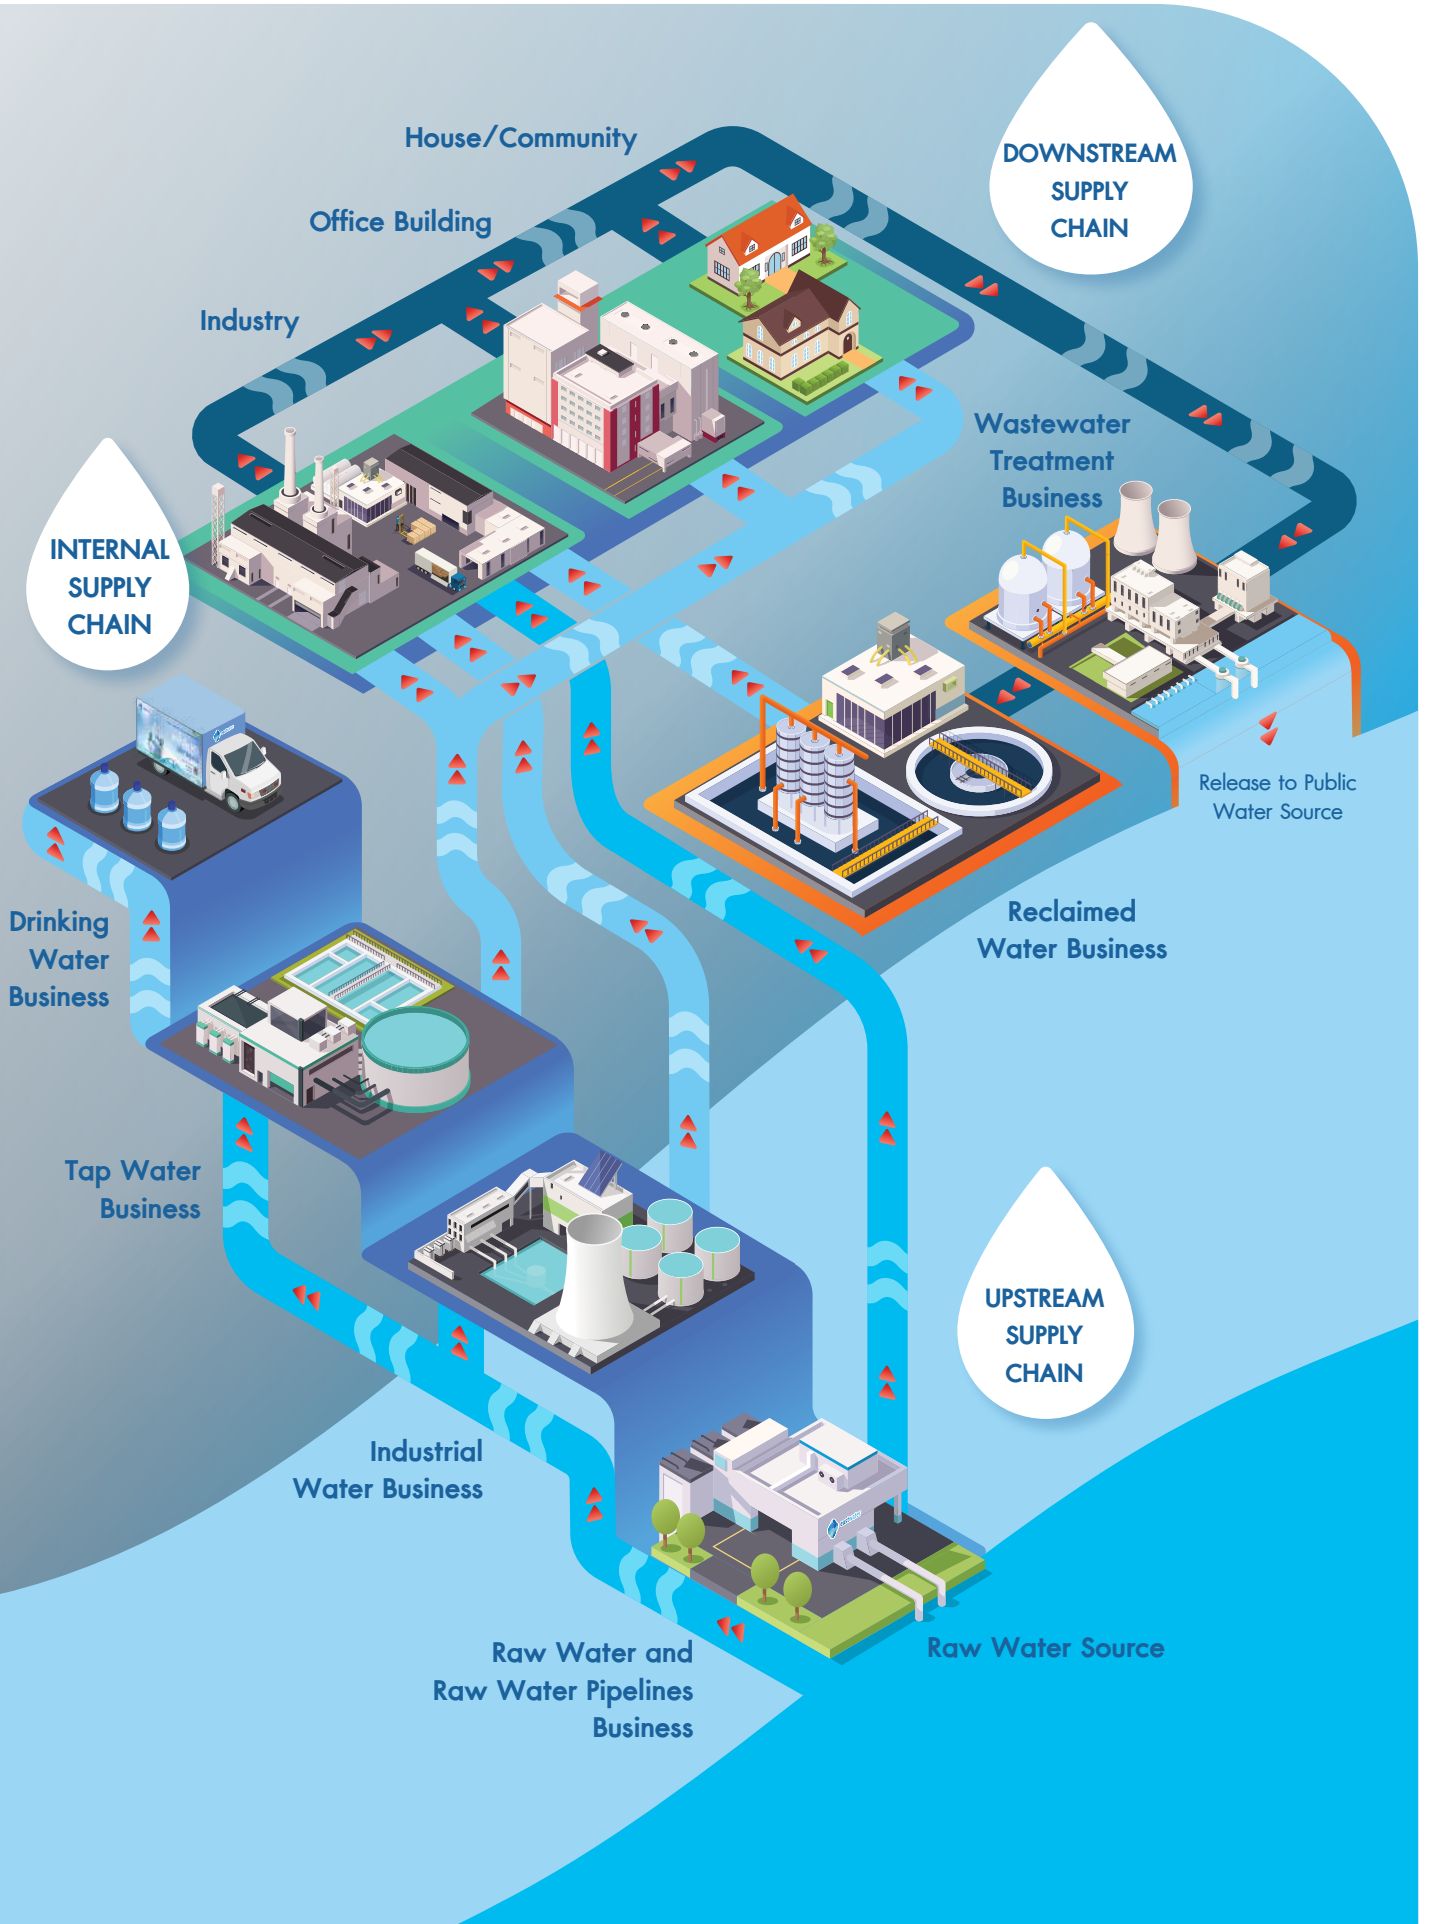 House/Community
DOWNSTREAM
SUPPLY
CHAIN
Office Building
Industry
Wastewater
Treatment
Business
INTERNAL
SUPPLY
CHAIN
Release to Public
Water Source
Drinking
Water
Business
Reclaimed
Water Business
Tap Water
Business
UPSTREAM
SUPPLY
CHAIN
Industrial
Water Business
Raw Water and
Raw Water Pipelines
Business
Raw Water Source